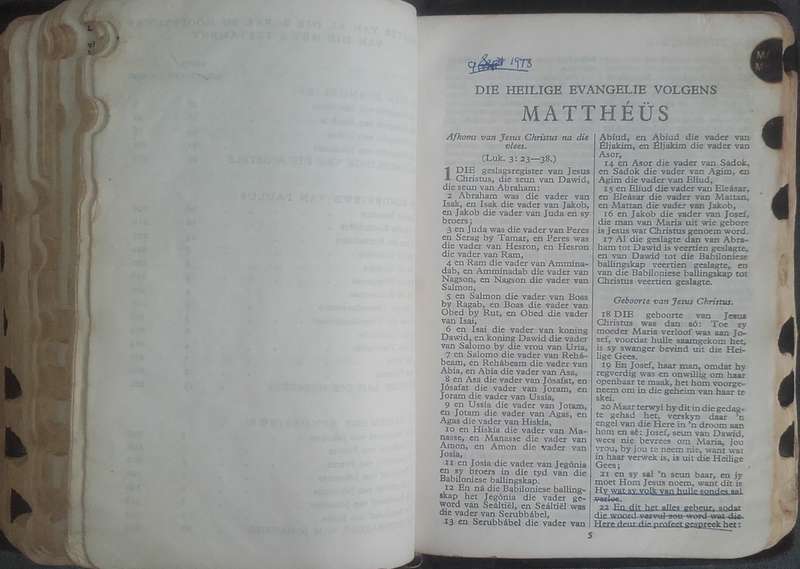 9 Sept 1973
DIE HEILIGE EVANGELIE VOLGENS
MATTHÉÜS
Afkoms van Jesus Christus na die
vlees.
(Luk. 3: 23—38.)
1 DIE geslagsregister van Jesus
Christus, die seun van Dawid,
die seun van Abraham:
2 Abraham was die vader van
Isak, en Isak die vader van Jakob,
en Jakob die vader van Juda en sy
broers;
3 en Juda was die vader van Peres
en Serag by Tamar, en Peres was
die vader van Hesron, en Hesron
die vader van Ram,
4 en Ram die vader van Ammina-
dab, en Amminadab die vader van
Nagson, en Nagson die vader van
Salmon,
5 en Salmon die vader van Boas
by Ragab, en Boas die vader van
Obed by Rut, en Obed die vader
van Isai,
6 en Isai die vader van koning
Dawid, en koning Dawid die vader
van Salomo by die vrou van Uría,
7 en Salomo die vader van Rehá-
beam, en Rehábeam die vader van
Abía, en Abía die vader van Asa,
8 en Asa die vader van Jósafat, en
Jósafat die vader van Joram, en
Joram die vader van Ussía,
9 en Ussía die vader van Jotam,
en Jotam die vader van Agas, en
Agas die vader van Hiskía,
10 en Hiskía die vader van Ma-
nasse, en Manasse die vader van
Amon, en Amon die vader van
Josía,
11 en Josía die vader van Jegónia
en sy broers in die tyd van die
Babiloniese ballingskap.
12 En ná die Babiloniese balling-
skap het Jegónia die vader ge-
word van Seáltiël, en Seáltiël was
die vader van Serubbábel,
13 en Serubbábel die vader van
Abíud, en Abíud die vader van
Éljakim, en Éljakim die vader van
Asor,
14 en Asor die vader van Sadok,
en Sadok die vader van Agim, en
Agim die vader van Elíud,
15 en Elíud die vader van Eleásar,
en Eleásar die vader van Mattan,
en Mattan die vader van Jakob,
16 en Jakob die vader van Josef,
die man van Maria uit wie gebore
is Jesus wat Christus genoem word.
17 Al die geslagte dan van Abra-
ham tot Dawid is veertien geslagte,
en van Dawid tot die Babiloniese
ballingskap veertien geslagte, en
van die Babiloniese ballingskap tot
Christus veertien geslagte.
Geboorte van Jesus Christus.
18 DIE geboorte van Jesus
Christus was dan só: Toe sy
moeder Maria verloof was aan Jo-
sef, voordat hulle saamgekom het,
is sy swanger bevind uit die Hei-
lige Gees.
19 En Josef, haar man, omdat hy
regverdig was en onwillig om haar
openbaar te maak, het hom voorge-
neem om in die geheim van haar te
skei.
20 Maar terwyl hy dit in die gedag-
te gehad het, verskyn daar 'n
engel van die Here in 'n droom aan
hom en sê: Josef, seun van Dawid,
wees nie bevrees om Maria, jou
vrou, by jou te neem nie, want wat
in haar verwek is, is uit die Heilige
Gees;
21 en sy sal 'n seun baar, en jy
moet Hom Jesus noem, want dit is
Hy wat sy volk van hulle sondes sal
verlos.
22 En dit het alles gebeur, sodat
die woord vervul sou word wat die
Here deur die profeet gespreek het:
5